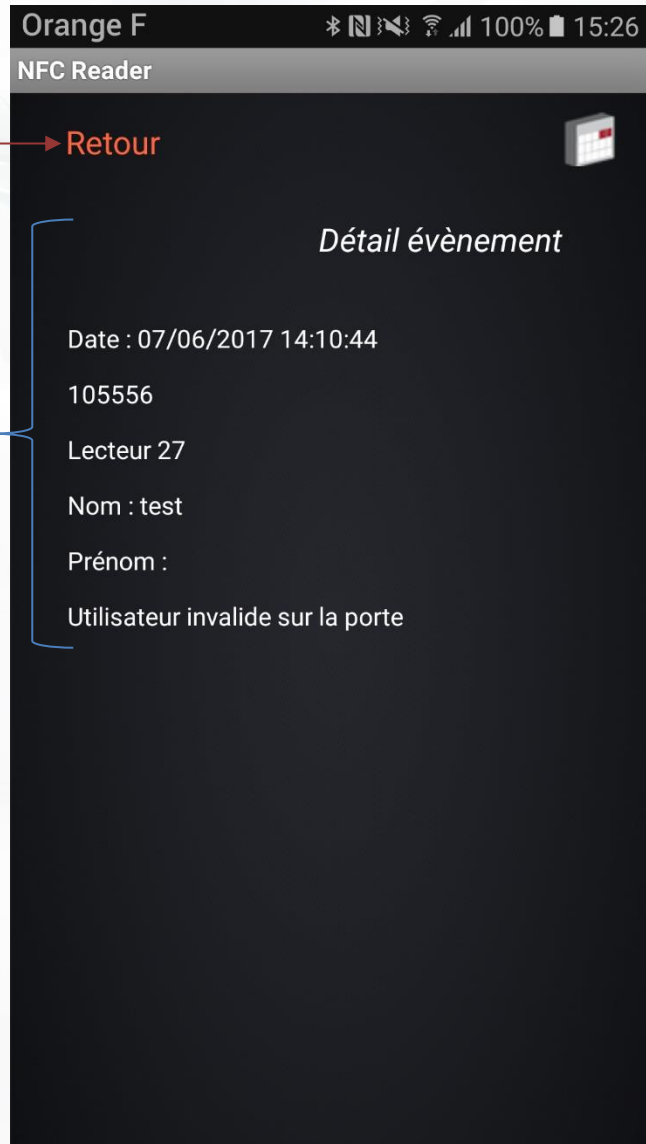 Orange F 100% 15:26
NFC Reader
Retour
Détail évènement
Date : 07/06/2017 14:10:44
105556
Lecteur 27
Nom : test
Prénom :
Utilisateur invalide sur la porte